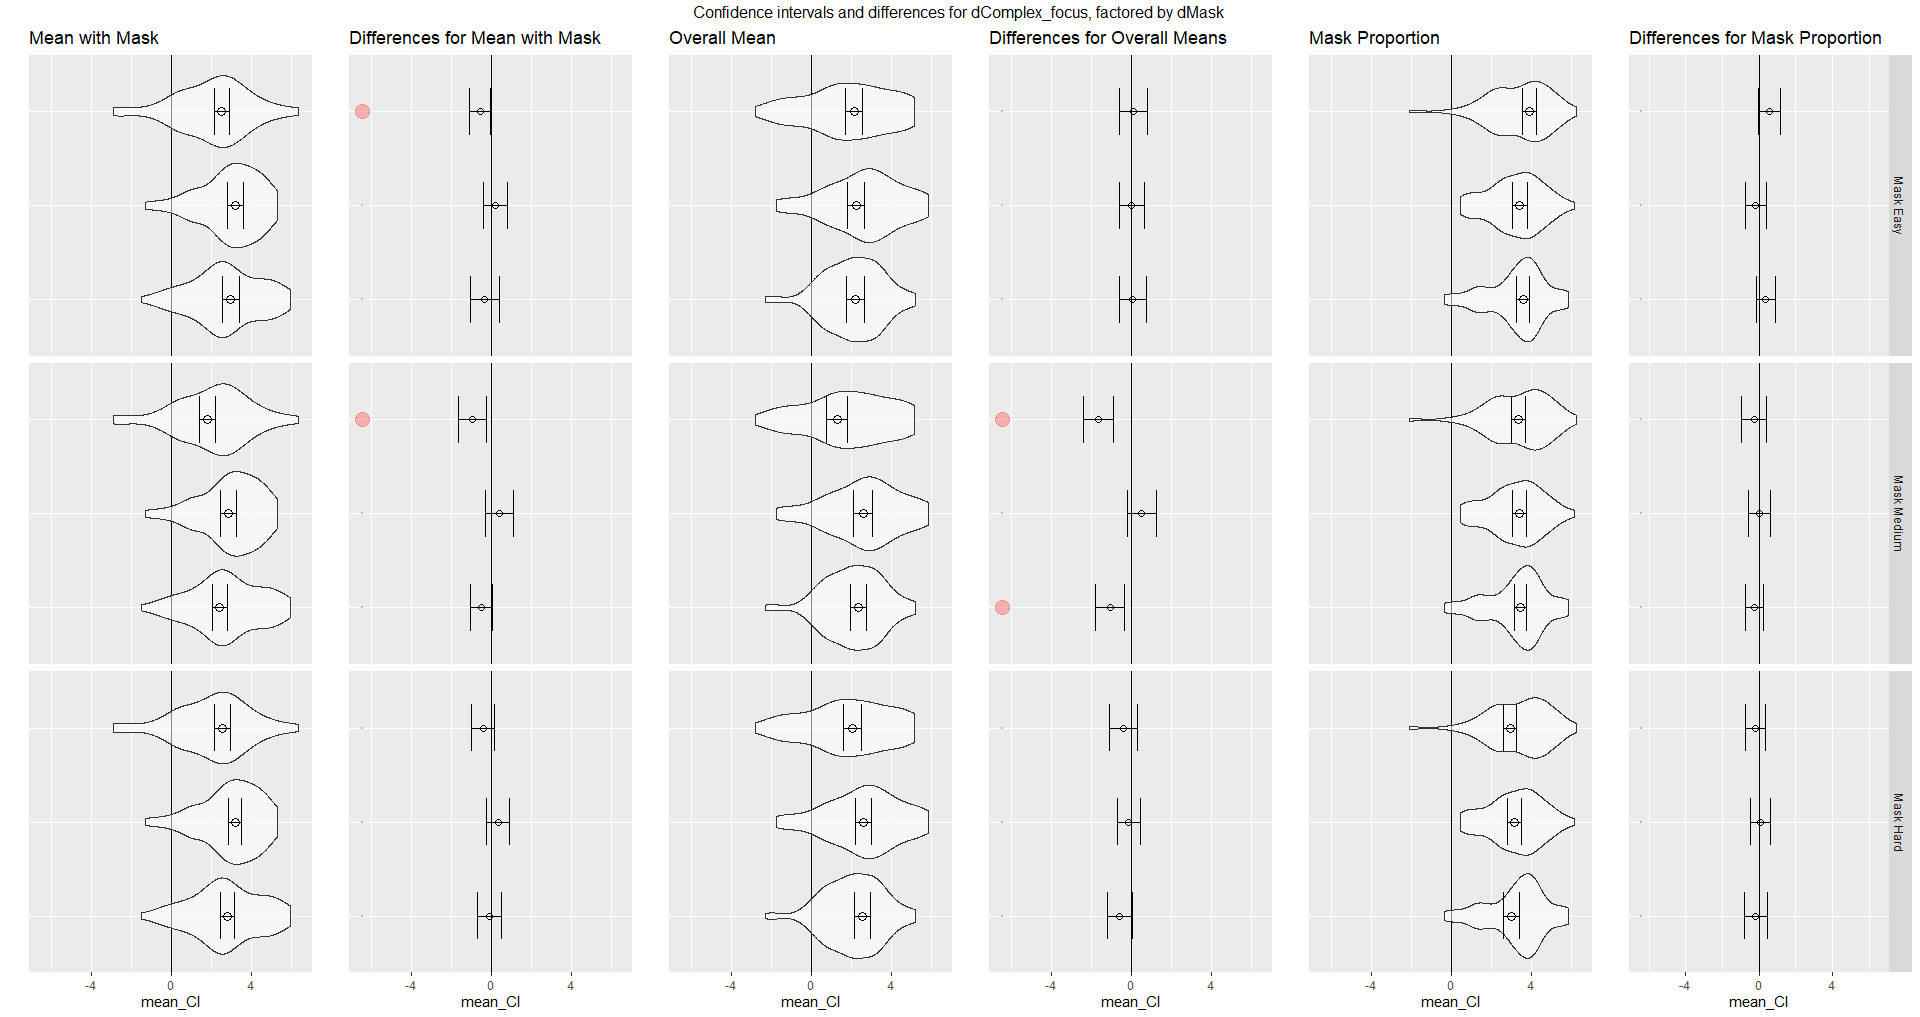 Confidence intervals and differences for dComplex_focus, factored by dMask
Mean with Mask
Differences for Mean with Mask
Overall Mean
Differences for Overall Means
Mask Proportion
Differences for Mask Proportion
Mask Easy
Mask Medium
Mask Hard
-4 0 4
-4 0 4
-4 0 4
-4 0 4
-4 0 4
-4 0 4
mean_CI
mean_CI
mean_CI
mean_CI
mean_CI
mean_CI